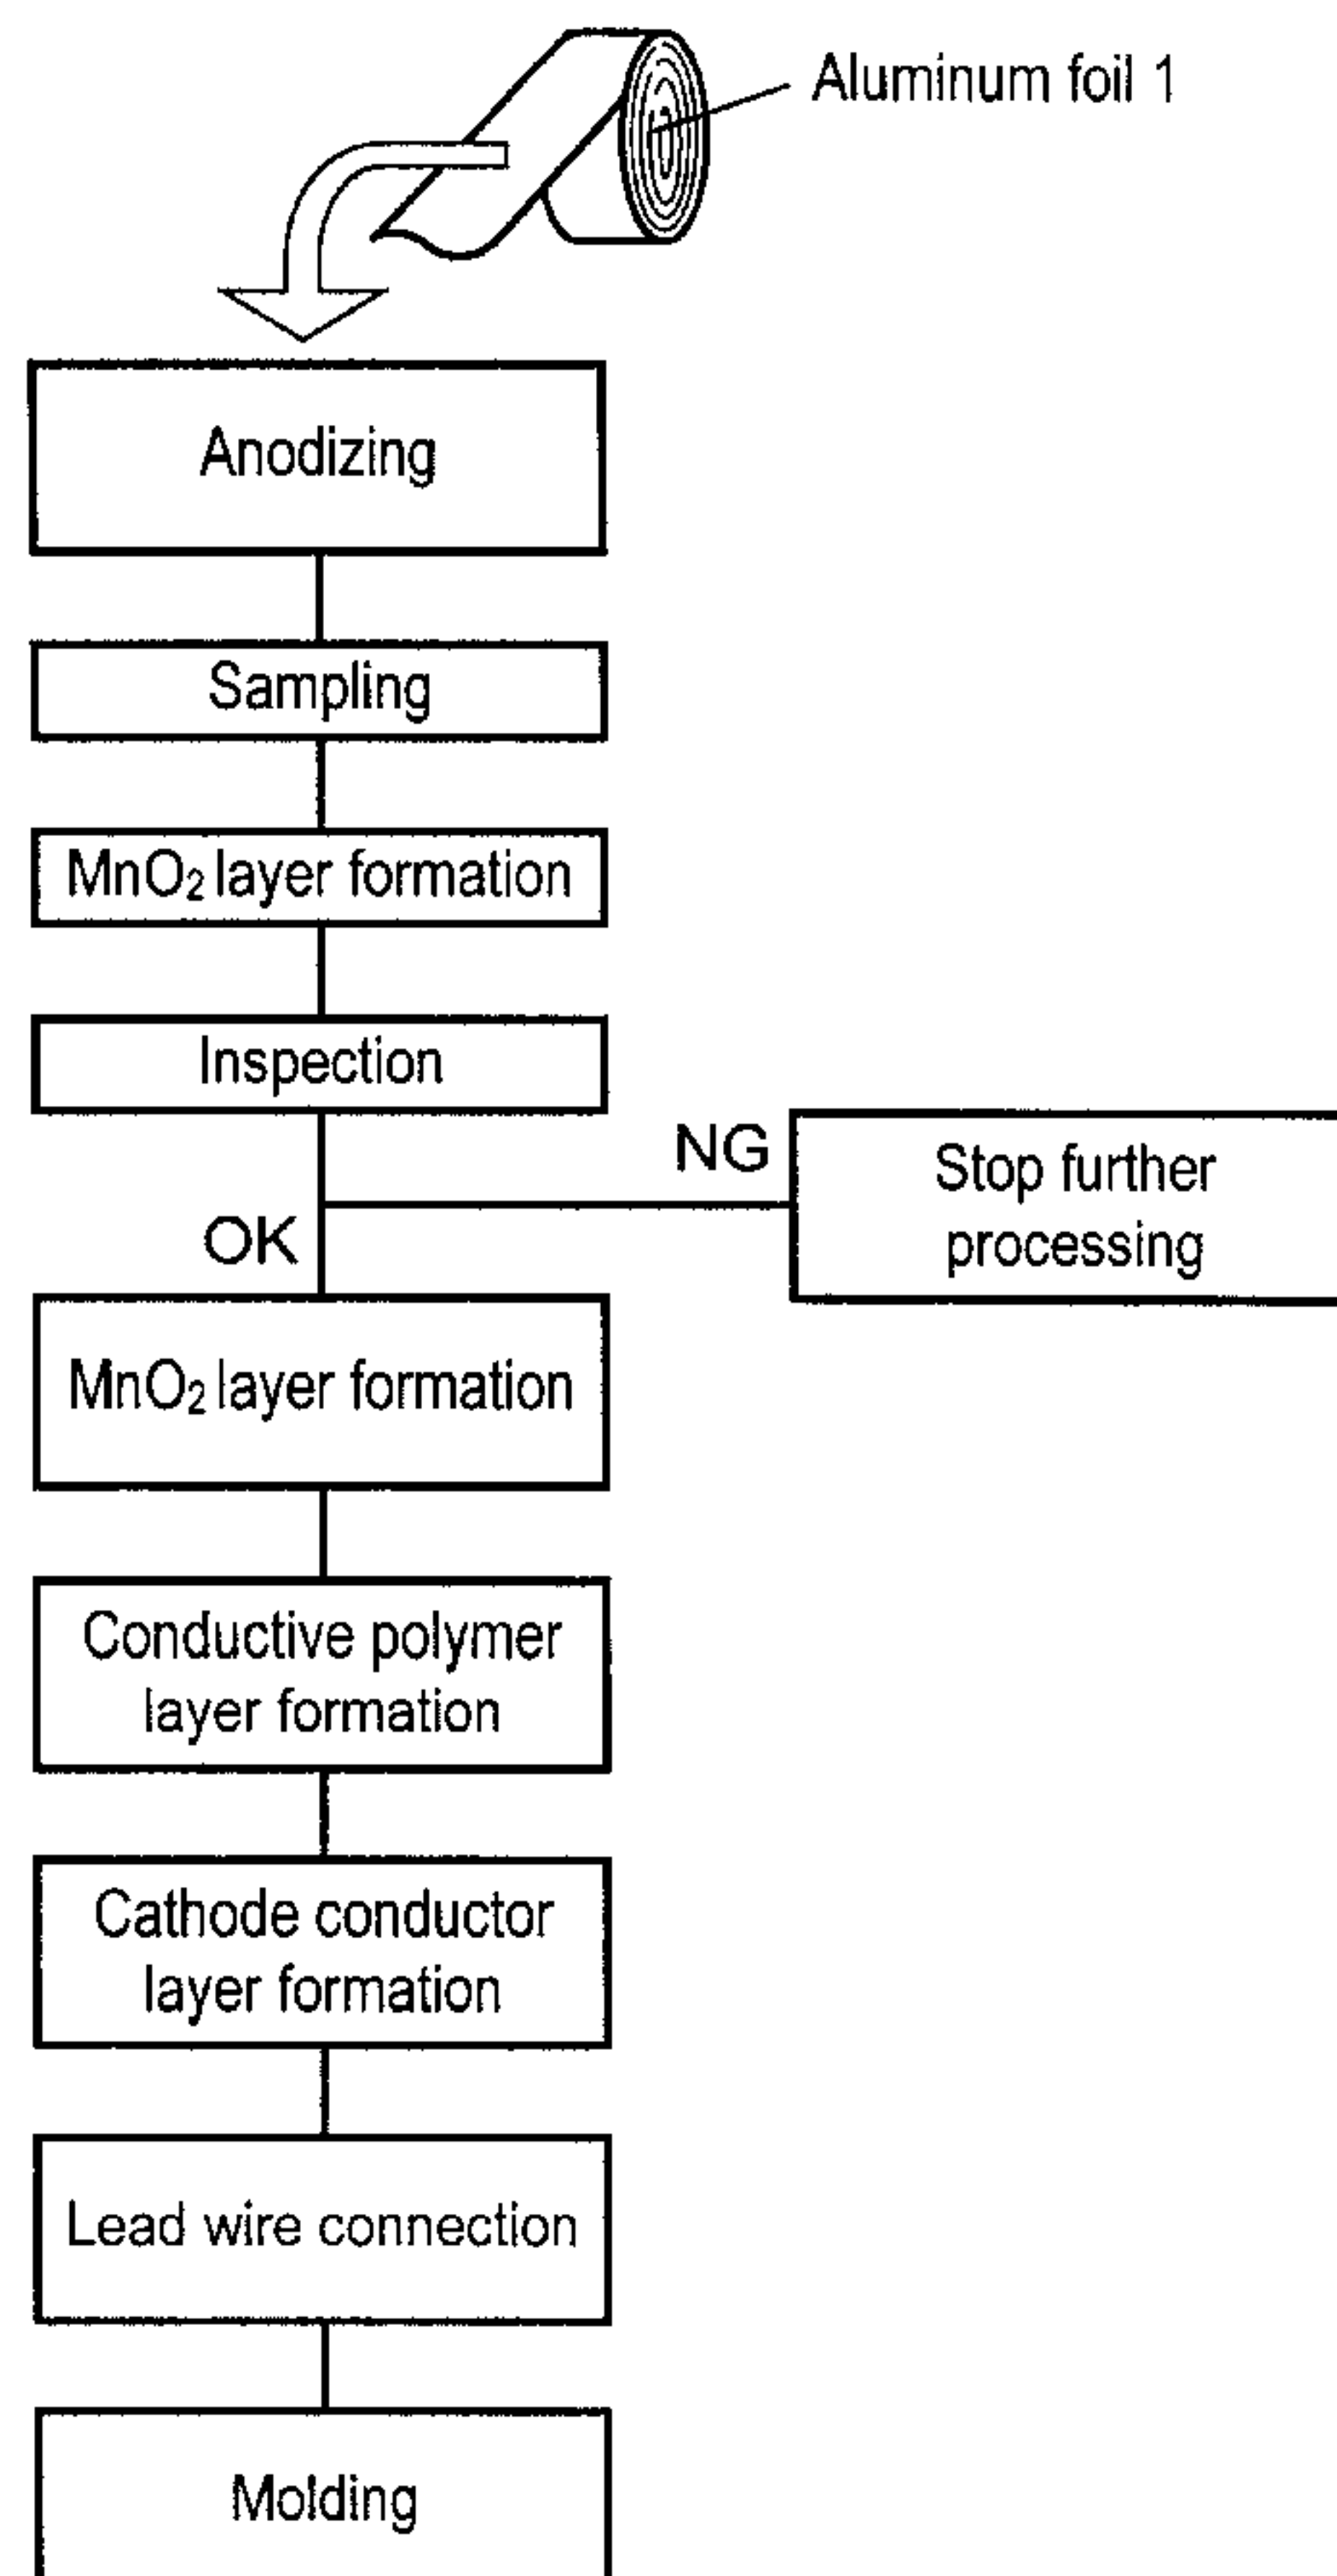 Aluminum foil 1
Anodizing
Sampling
MnO₂ layer formation
Inspection
NG
Stop further
processing
OK
MnO₂ layer formation
Conductive polymer
layer formation
Cathode conductor
layer formation
Lead wire connection
Molding